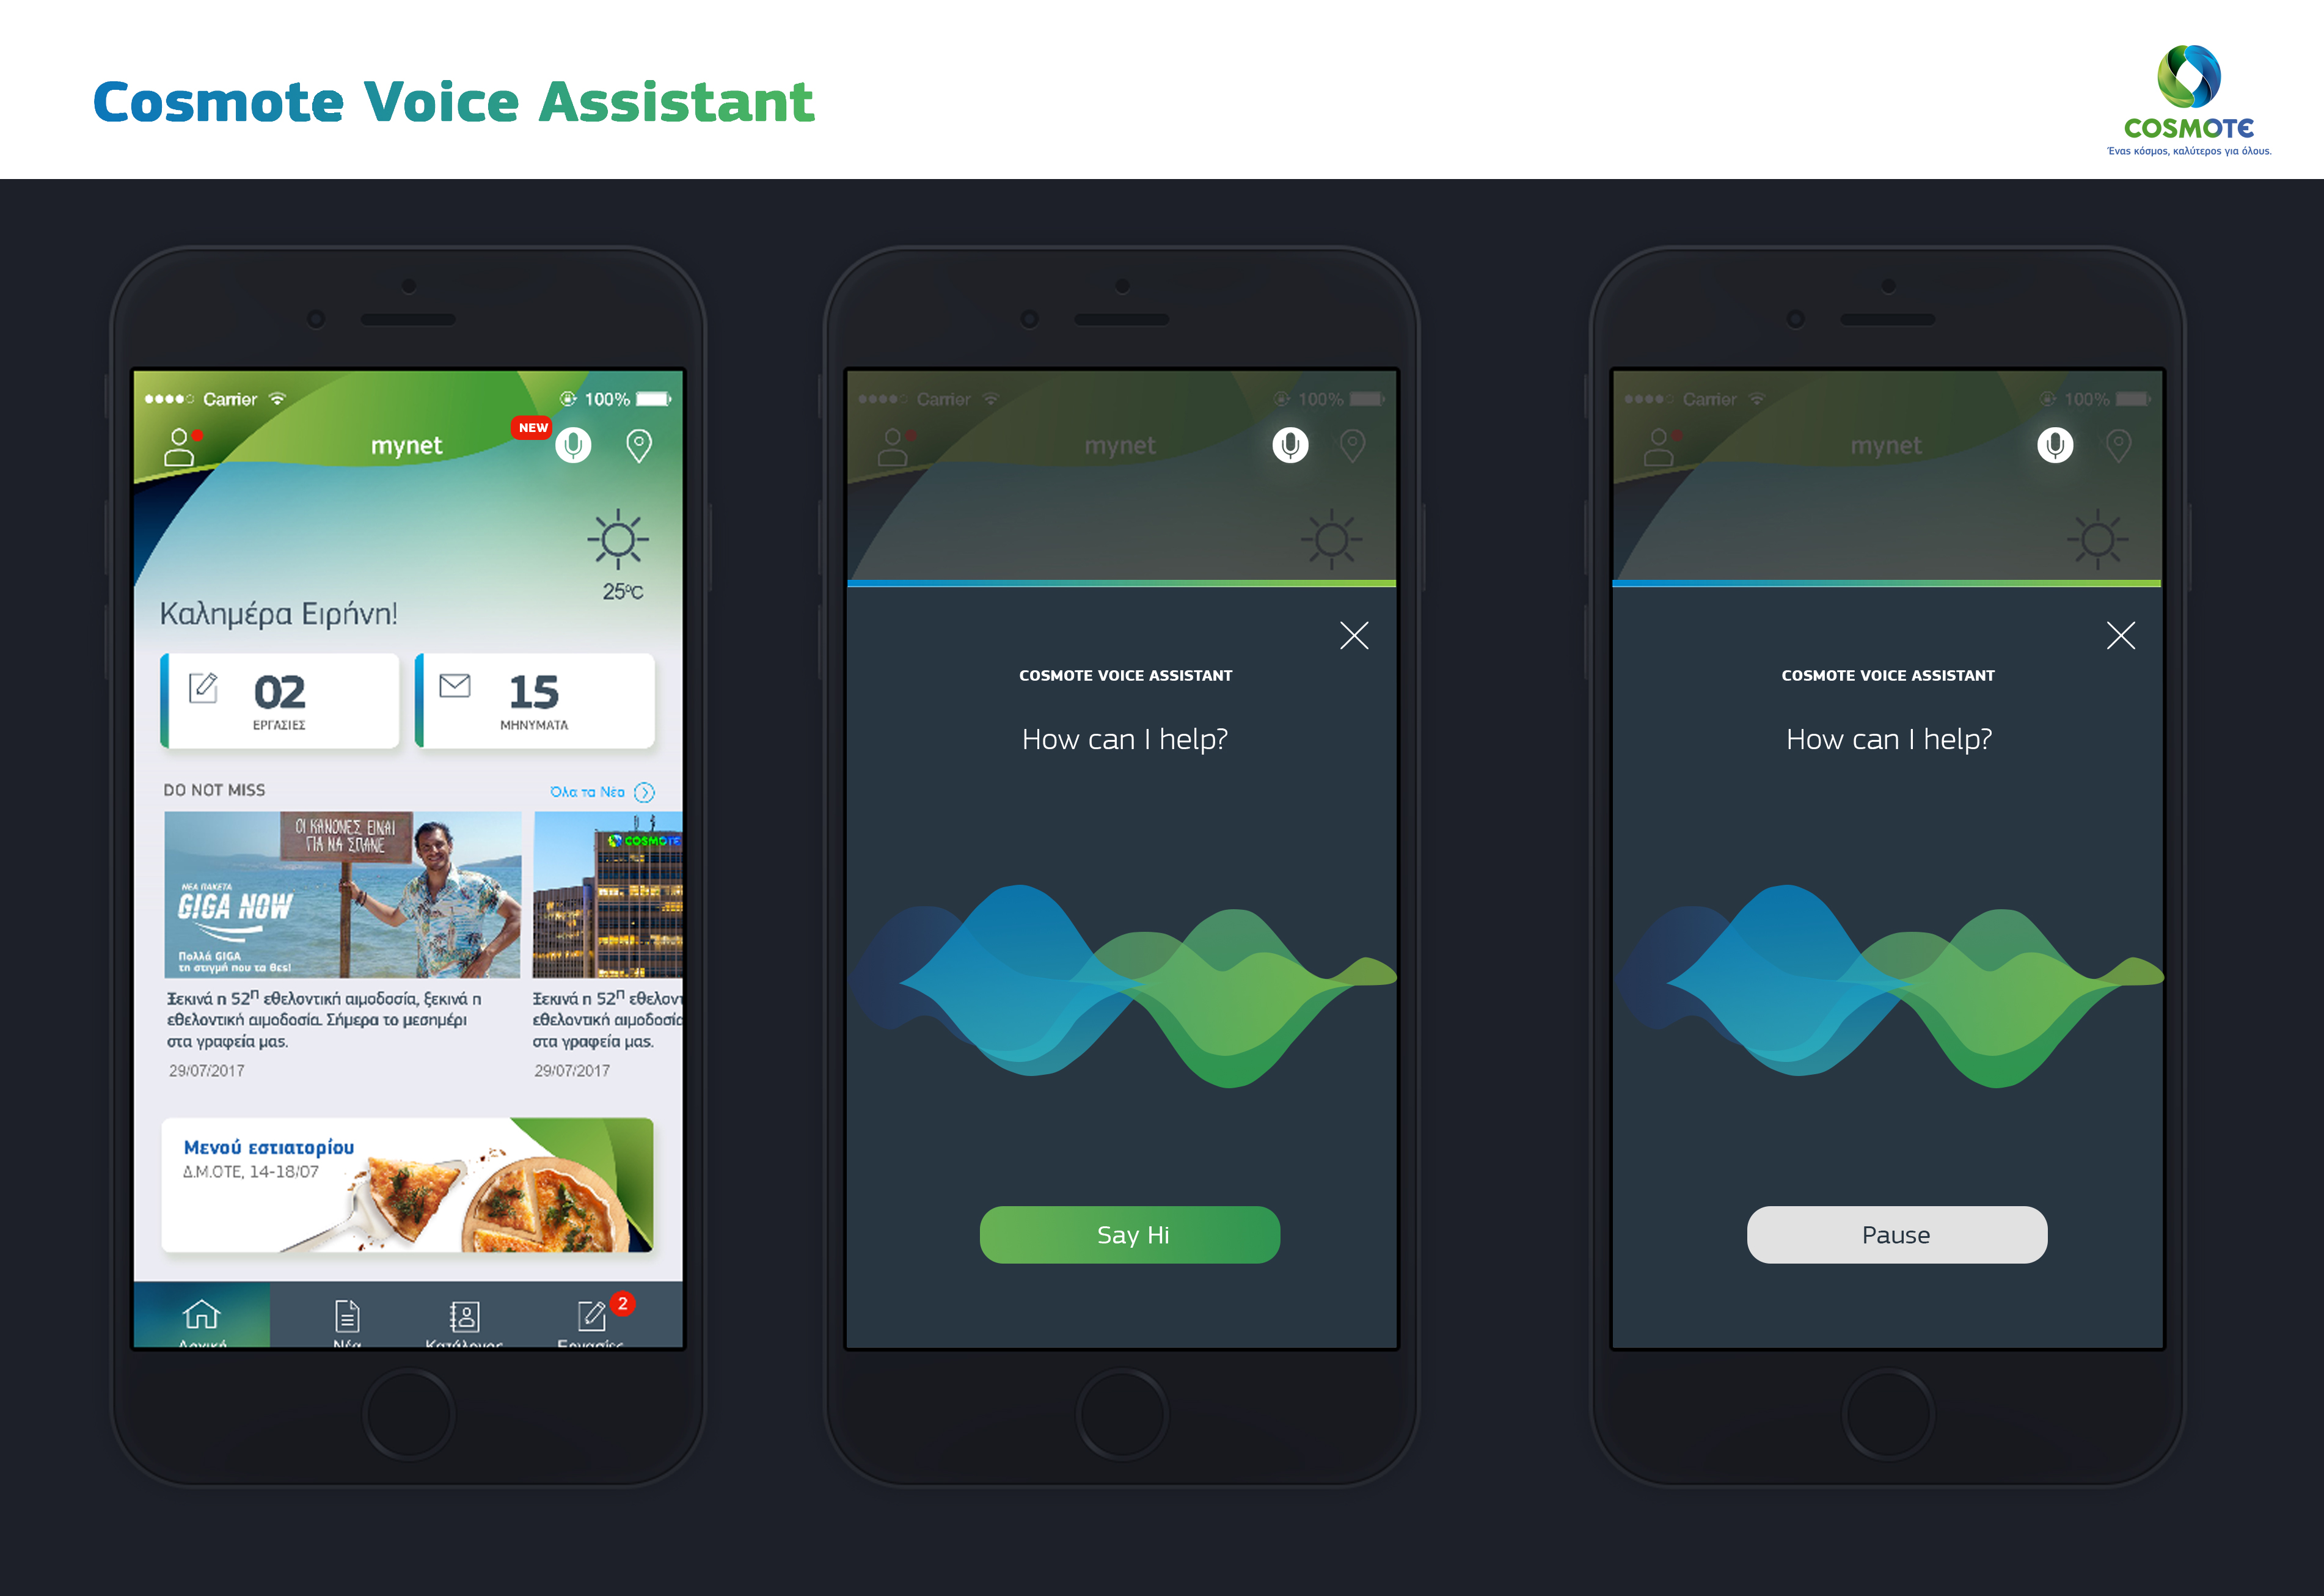 Cosmote Voice Assistant
COSMOTE
Ένας κόσμος, καλύτερος για όλους.
Carrier
100%
NEW
mynet
25°C
Καλημέρα Ειρήνη!
02
ΕΡΓΑΣΙΕΣ
15
ΜΗΝΥΜΑΤΑ
DO NOT MISS
Όλα τα Νέα
ΟΙ ΚΑΝΟΝΕΣ ΕΙΝΑΙ
ΓΙΑ ΝΑ ΣΠΑΝΕ
ΝΕΑ ΠΑΚΕΤΑ
GIGA NOW
Πολλά GIGA
τη στιγμή που τα θες!
COSMOTE
Ξεκινά η 52η εθελοντική αιμοδοσία, ξεκινά η
εθελοντική αιμοδοσία. Σήμερα το μεσημέρι
στα γραφεία μας.
29/07/2017
Ξεκινά η 52η εθελοντ
εθελοντική αιμοδοσία
στα γραφεία μας.
29/07/2017
Μενού εστιατορίου
Δ.Μ.ΟΤΕ, 14-18/07
2
Αρχική
Νέα
Κατάλογος
Εργασίες
Carrier
100%
mynet
COSMOTE VOICE ASSISTANT
How can I help?
Say Hi
Carrier
100%
mynet
COSMOTE VOICE ASSISTANT
How can I help?
Pause